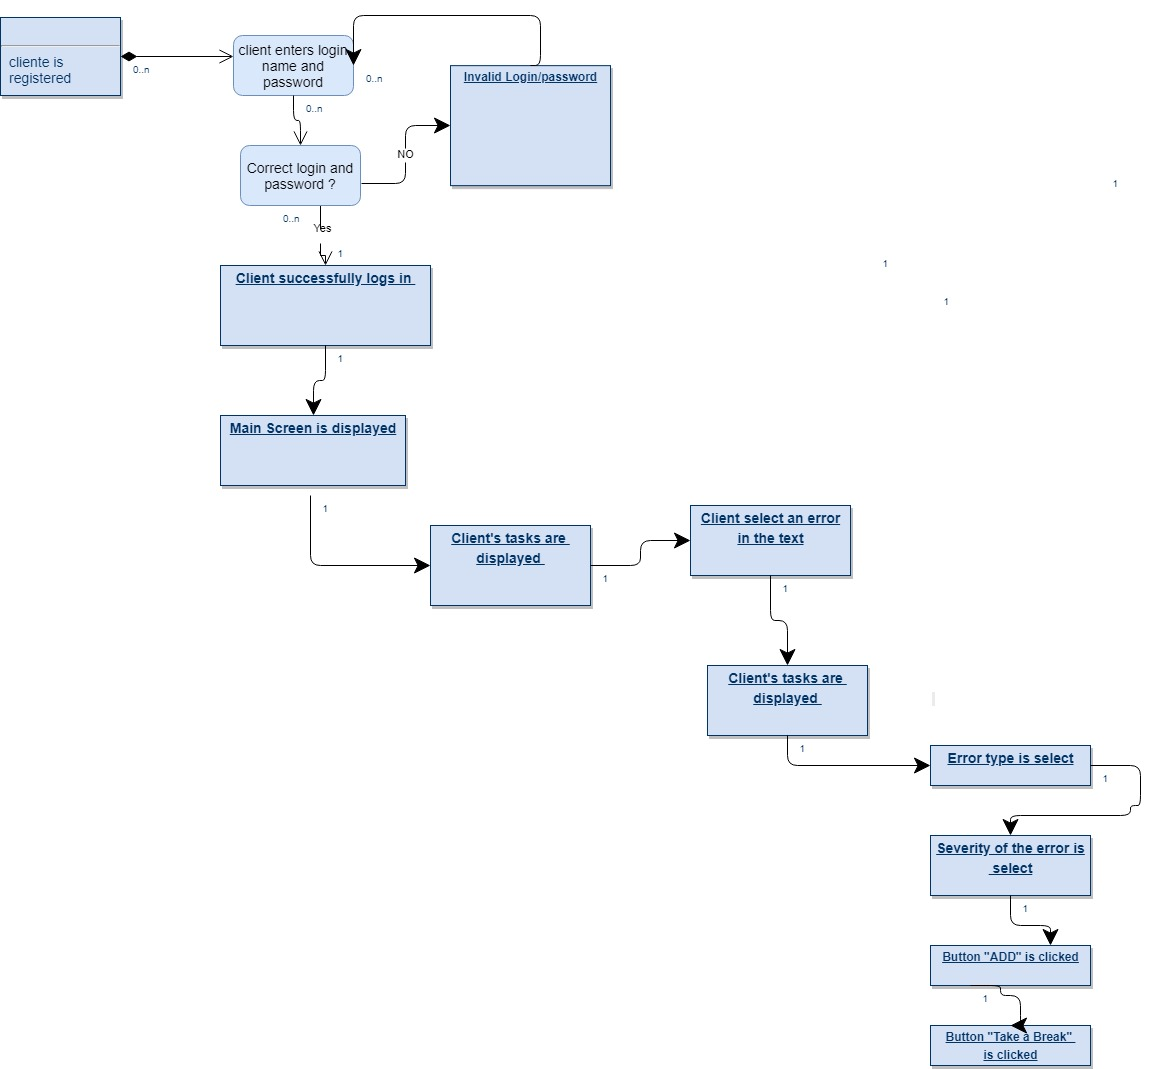 cliente is
registered
0..n
client enters login
name and
password
0..n
0..n
Invalid Login/password
Correct login and
password ?
NO
0..n
Yes
1
1
1
1
Client successfully logs in
1
Main Screen is displayed
1
Client's tasks are
displayed
1
Client select an error
in the text
1
Client's tasks are
displayed
1
Error type is select
1
Severity of the error is
select
1
Button "ADD" is clicked
1
Button "Take a Break"
is clicked